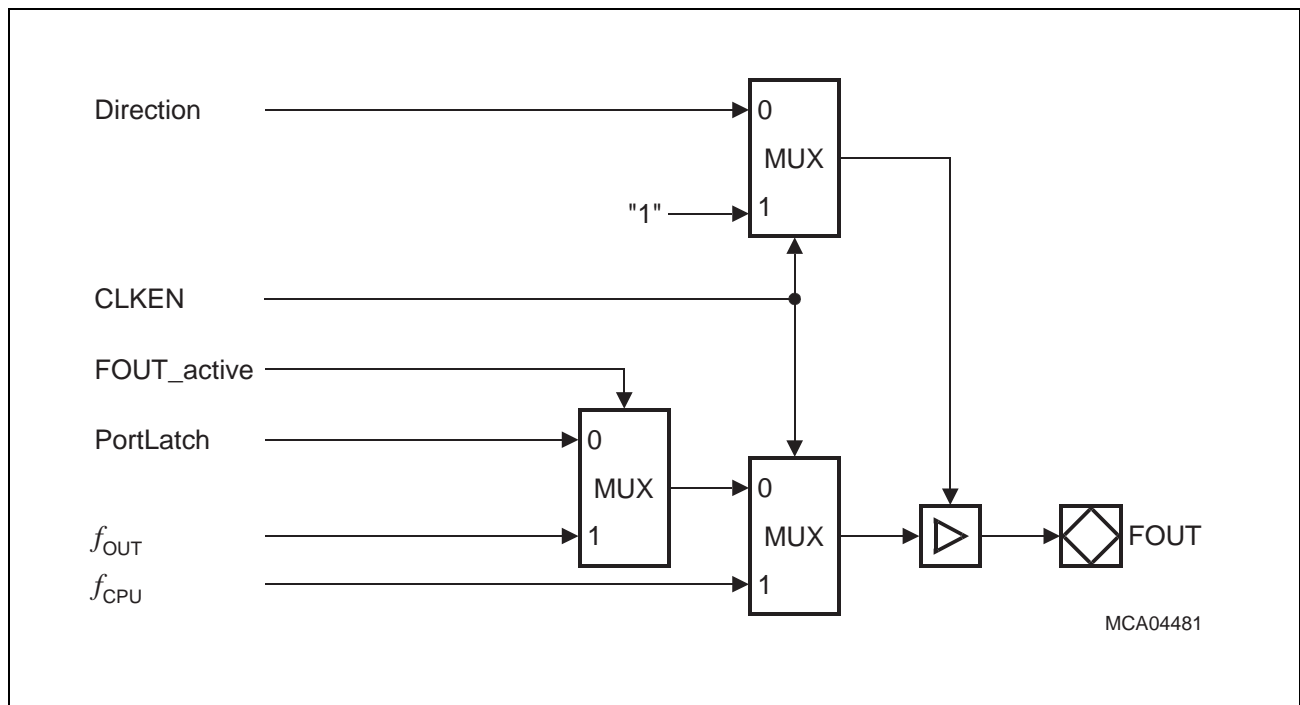 Direction
0
MUX
"1"
1
CLKEN
FOUT_active
PortLatch
0
MUX
0
fOUT
1
MUX
FOUT
fCPU
1
MCA04481